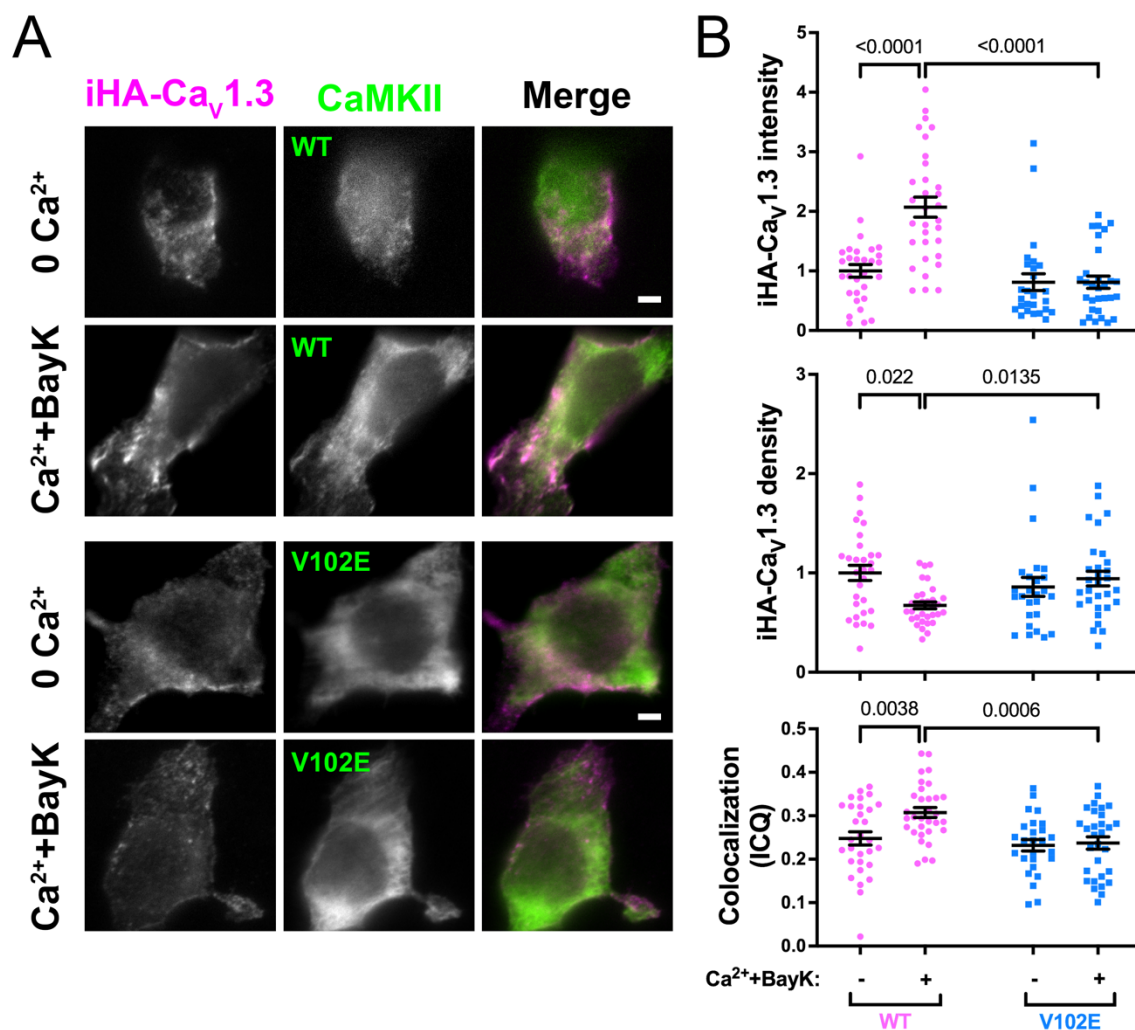 A
iHA-CaV1.3 CaMKII Merge
0 Ca²⁺
WT
Ca²⁺+BayK
WT
0 Ca²⁺
V102E
Ca²⁺+BayK
V102E
B
iHA-CaV1.3 intensity
<0.0001 <0.0001
5
4
3
2
1
0
iHA-CaV1.3 density
0.022 0.0135
3
2
1
0
Colocalization
(ICQ)
0.0038 0.0006
0.5
0.4
0.3
0.2
0.1
0.0
Ca²⁺+BayK: - + - +
WT V102E